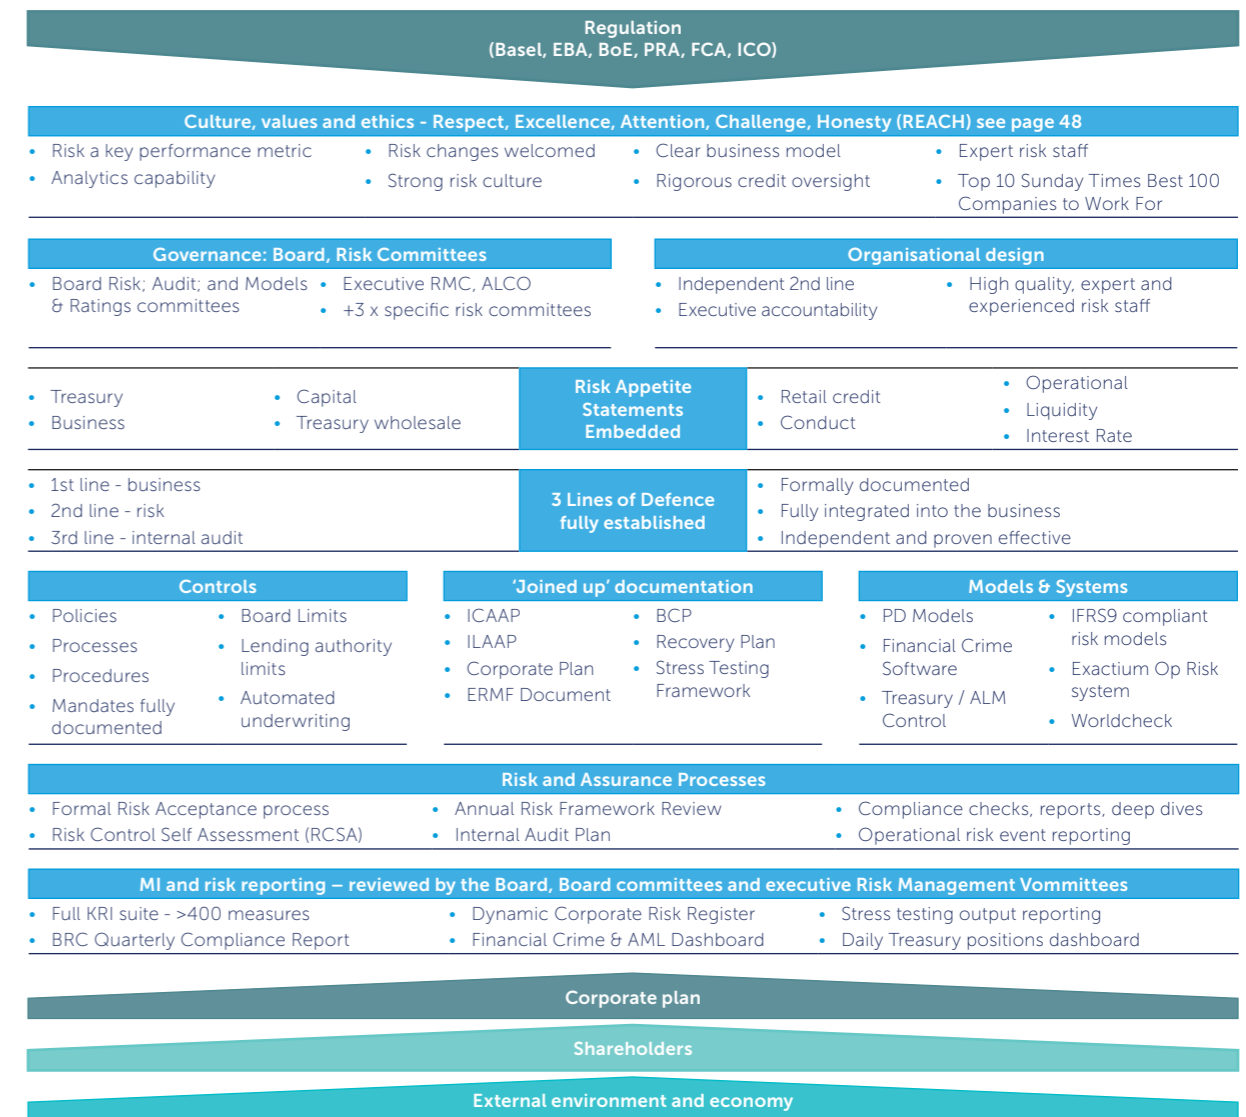 Regulation
(Basel, EBA, BoE, PRA, FCA, ICO)
Culture, values and ethics - Respect, Excellence, Attention, Challenge, Honesty (REACH) see page 48
• Risk a key performance metric
• Analytics capability
• Risk changes welcomed
• Strong risk culture
• Clear business model
• Rigorous credit oversight
• Expert risk staff
• Top 10 Sunday Times Best 100
Companies to Work For
Governance: Board, Risk Committees
• Board Risk; Audit; and Models
& Ratings committees
• Executive RMC, ALCO
• +3 x specific risk committees
Organisational design
• Independent 2nd line
• Executive accountability
• High quality, expert and
experienced risk staff
• Treasury
• Business
• Capital
• Treasury wholesale
Risk Appetite
Statements
Embedded
• Retail credit
• Conduct
• Operational
• Liquidity
• Interest Rate
• 1st line - business
• 2nd line - risk
• 3rd line - internal audit
3 Lines of Defence
fully established
• Formally documented
• Fully integrated into the business
• Independent and proven effective
Controls
• Policies
• Processes
• Procedures
• Mandates fully
documented
• Board Limits
• Lending authority
limits
• Automated
underwriting
‘Joined up’ documentation
• ICAAP
• ILAAP
• Corporate Plan
• ERMF Document
• BCP
• Recovery Plan
• Stress Testing
Framework
Models & Systems
• PD Models
• Financial Crime
Software
• Treasury / ALM
Control
• IFRS9 compliant
risk models
• Exactium Op Risk
system
• Worldcheck
Risk and Assurance Processes
• Formal Risk Acceptance process
• Risk Control Self Assessment (RCSA)
• Annual Risk Framework Review
• Internal Audit Plan
• Compliance checks, reports, deep dives
• Operational risk event reporting
MI and risk reporting – reviewed by the Board, Board committees and executive Risk Management Vommittees
• Full KRI suite - >400 measures
• BRC Quarterly Compliance Report
• Dynamic Corporate Risk Register
• Financial Crime & AML Dashboard
• Stress testing output reporting
• Daily Treasury positions dashboard
Corporate plan
Shareholders
External environment and economy